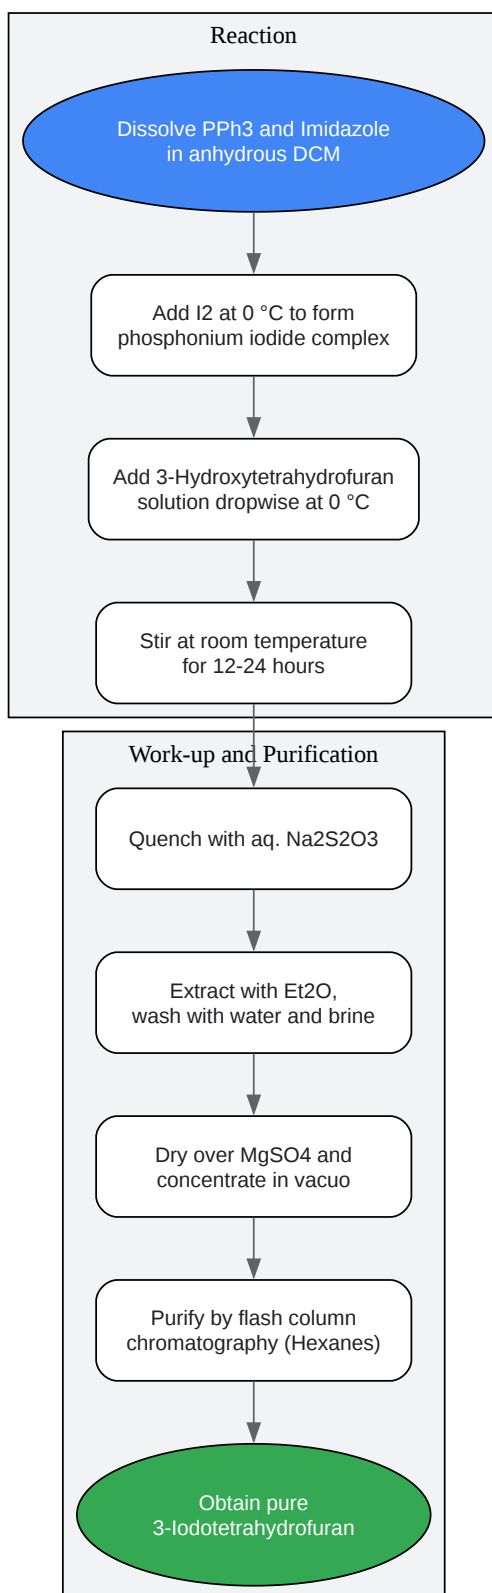 Reaction
Dissolve PPh3 and Imidazole
in anhydrous DCM
Add I2 at 0 °C to form
phosphonium iodide complex
Add 3-Hydroxytetrahydrofuran
solution dropwise at 0 °C
Stir at room temperature
for 12-24 hours
Work-up and Purification
Quench with aq. Na2S2O3
Extract with Et2O,
wash with water and brine
Dry over MgSO4 and
concentrate in vacuo
Purify by flash column
chromatography (Hexanes)
Obtain pure
3-Iodotetrahydrofuran